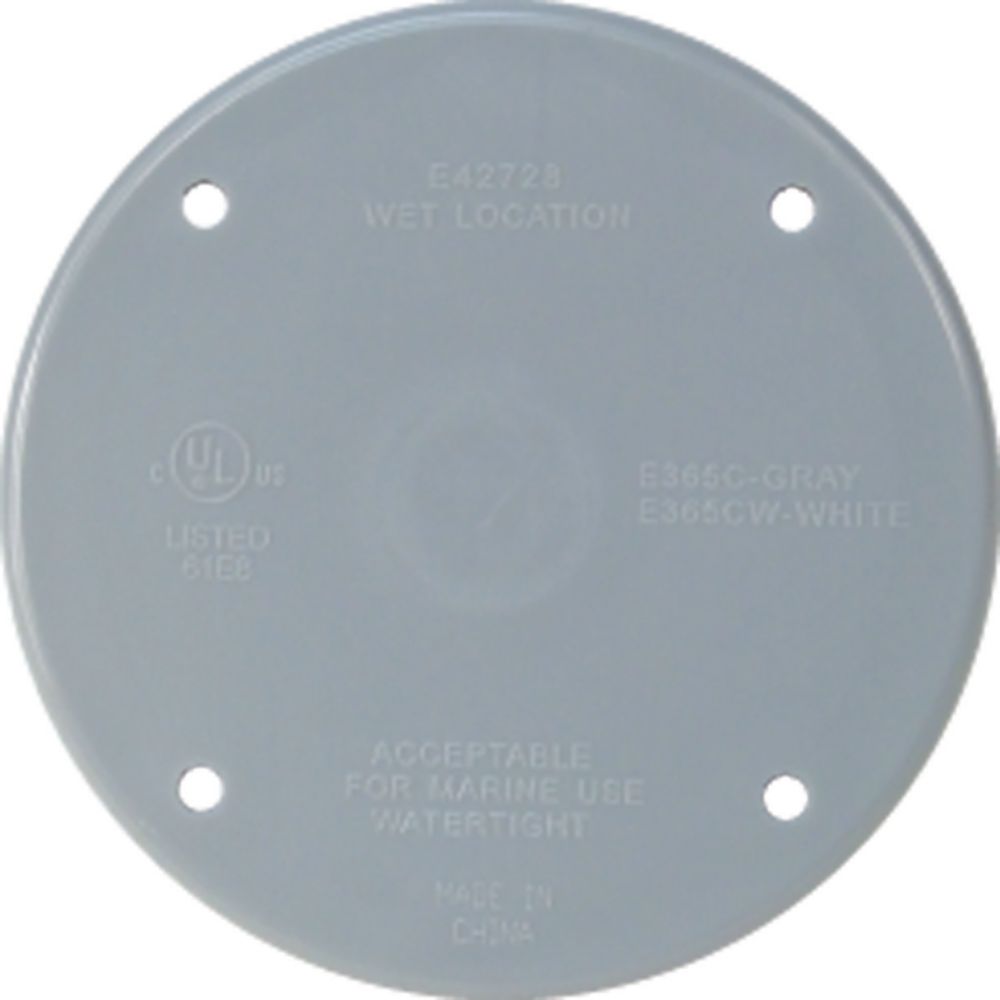 E42728
WET LOCATION
C UL US
LISTED
61E8
E365C-GRAY
E365CW-WHITE
ACCEPTABLE
FOR MARINE USE
WATERTIGHT
MADE IN
CHINA